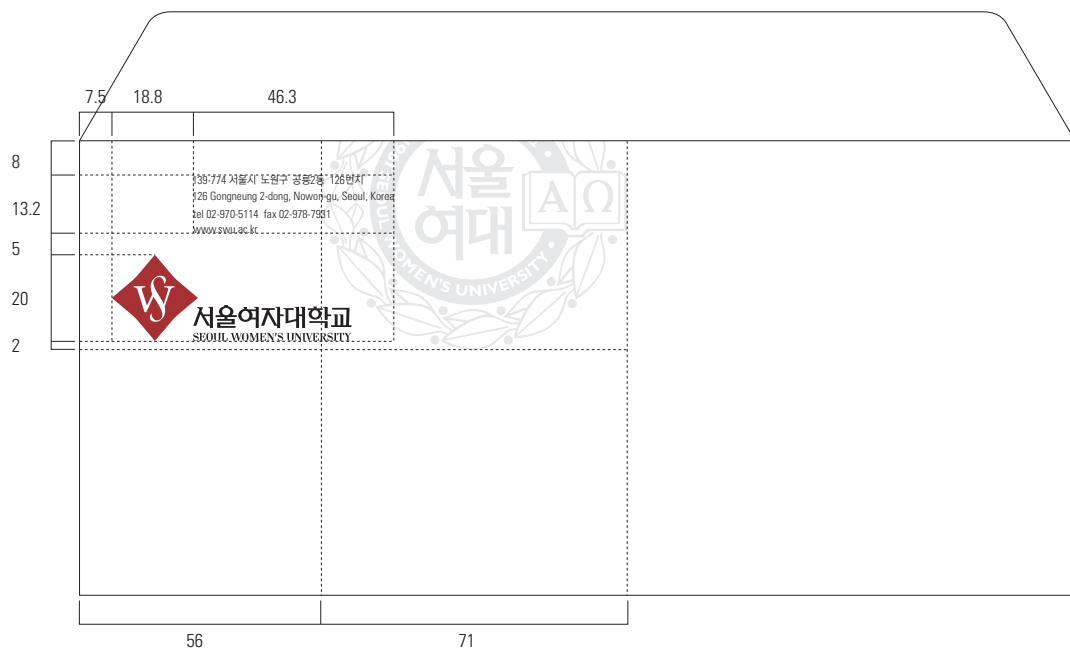 7.5 18.8 46.3
8
13.2
5
20
2
139-774 서울시 노원구 공릉2동 126번지
126 Gongneung 2-dong, Nowon-gu, Seoul, Korea
tel 02-970-5114 fax 02-978-7931
www.swu.ac.kr
서울여자대학교
SEOUL WOMEN'S UNIVERSITY
서울
여대
Α Ω
SEOUL WOMEN'S UNIVERSITY
56 71